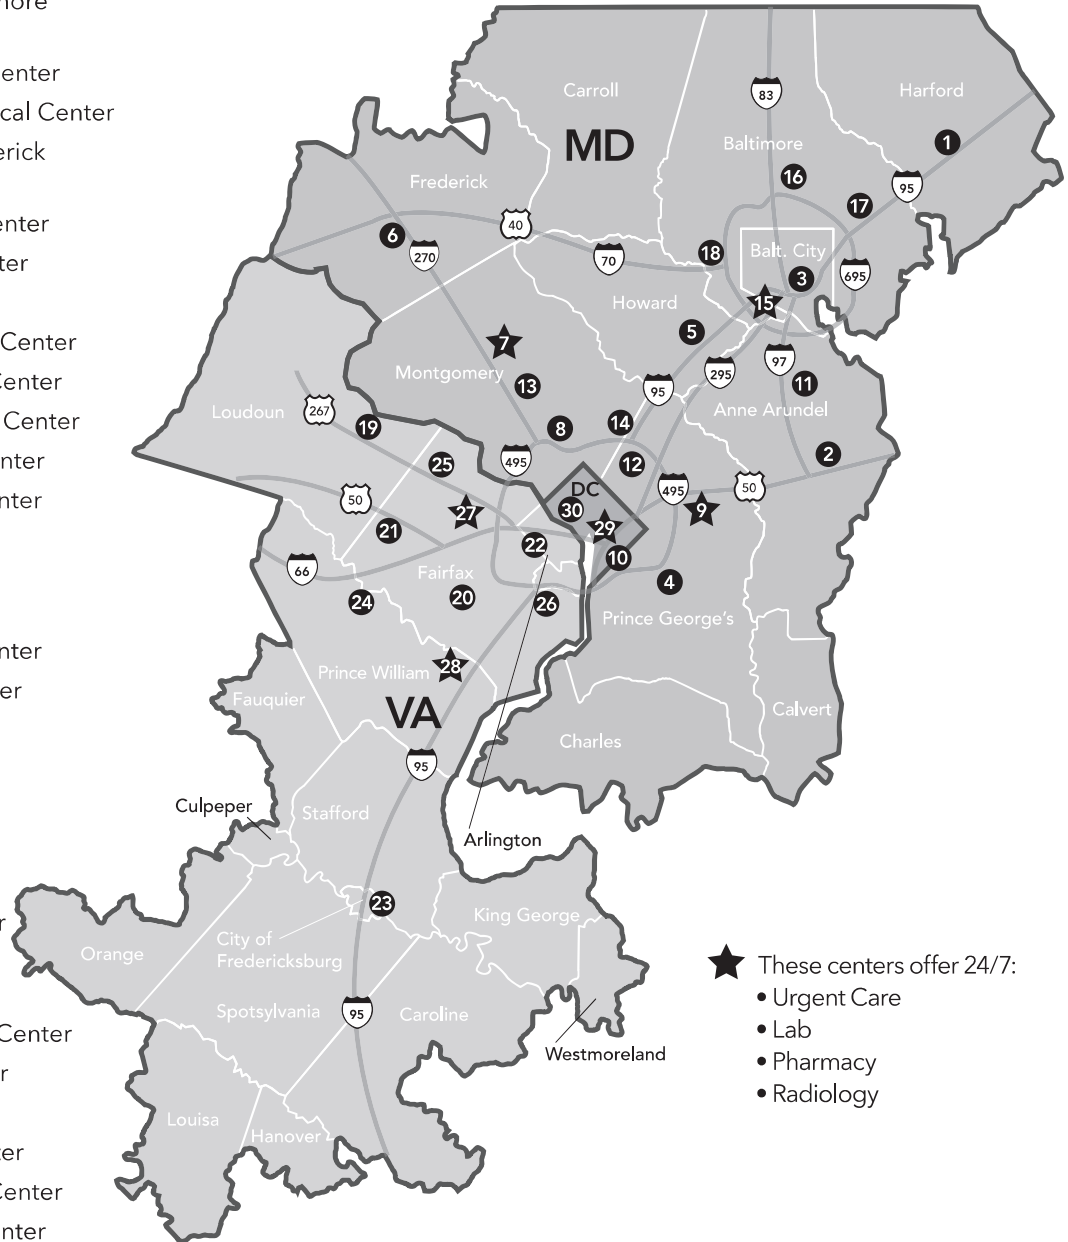 enter
cal Center
erick
enter
ter
Center
Center
Center
nter
nter
nter
er
r
Center
r
ter
Center
nter
Carroll
83
Harford
MD
Baltimore
1
16
Frederick
95
17
40
6
270
70
18
Balt. City
3
695
15
Howard
5
7
Montgomery
13
295
97
11
95
Loudoun
267
19
Anne Arundel
8
14
2
25
495
12
DC
495
50
50
27
30
29
9
21
22
10
66
Fairfax
4
24
20
26
Prince George's
28
Prince William
Fauquier
VA
Calvert
Charles
95
Culpeper
Stafford
Arlington
23
King George
City of
Fredericksburg
Orange
Spotsylvania
95
Caroline
Westmoreland
Louisa
Hanover
These centers offer 24/7:
• Urgent Care
• Lab
• Pharmacy
• Radiology